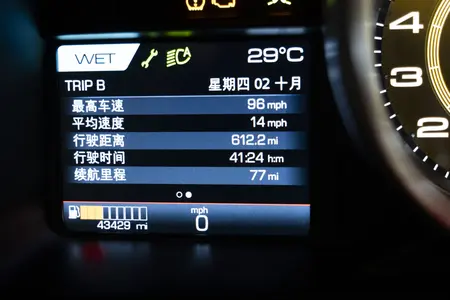 WET 29°C
TRIP B 星期四 02 十月
最高车速 96 mph
平均速度 14 mph
行驶距离 612.2 mi
行驶时间 41:24 h:m
续航里程 77 mi
43429 mi
mph
0
4
3
2